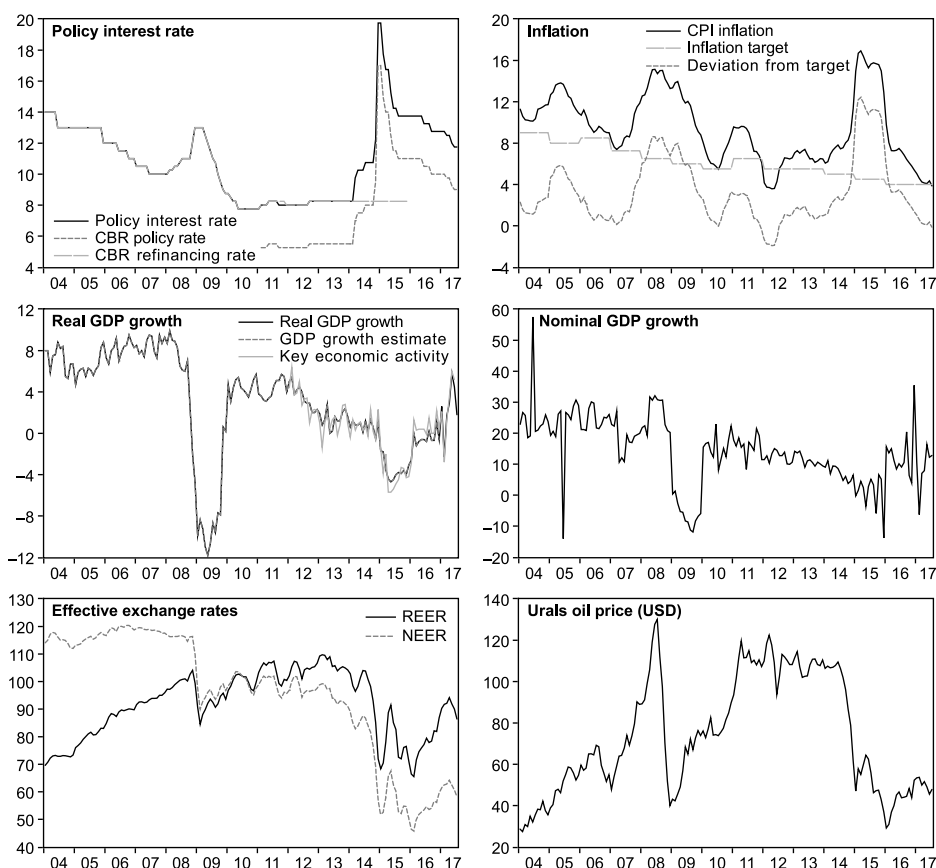 Policy interest rate
20
18
16
14
12
10
8
6
4
Policy interest rate
CBR policy rate
CBR refinancing rate
04 05 06 07 08 09 10 11 12 13 14 15 16 17
Inflation
CPI inflation
Inflation target
Deviation from target
20
16
12
8
4
0
–4
04 05 06 07 08 09 10 11 12 13 14 15 16 17
Real GDP growth
Real GDP growth
GDP growth estimate
Key economic activity
12
8
4
0
–4
–8
–12
04 05 06 07 08 09 10 11 12 13 14 15 16 17
Nominal GDP growth
60
50
40
30
20
10
0
–10
–20
04 05 06 07 08 09 10 11 12 13 14 15 16 17
Effective exchange rates
REER
NEER
130
120
110
100
90
80
70
60
50
40
04 05 06 07 08 09 10 11 12 13 14 15 16 17
Urals oil price (USD)
140
120
100
80
60
40
20
04 05 06 07 08 09 10 11 12 13 14 15 16 17